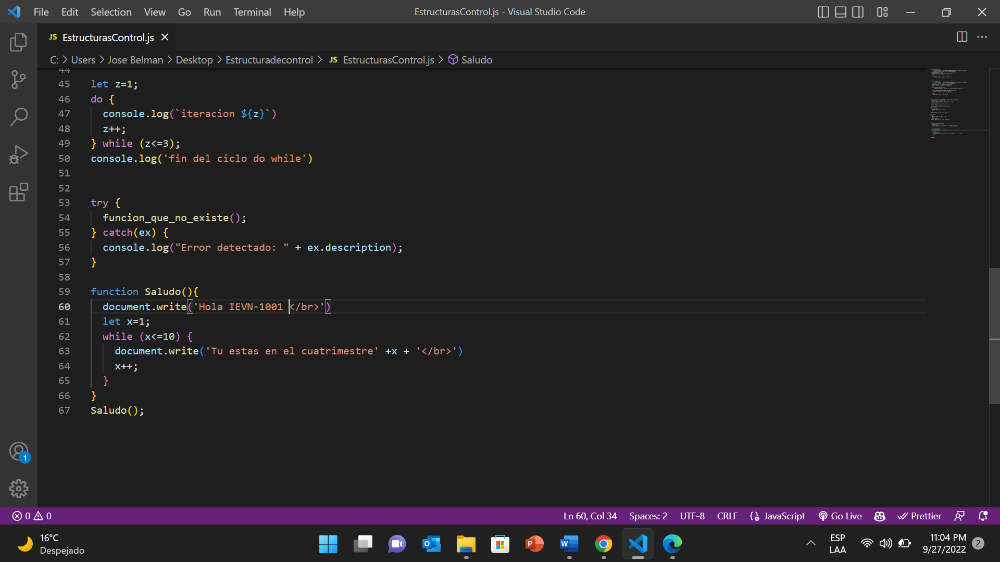 File Edit Selection View Go Run Terminal Help
EstructurasControl.js - Visual Studio Code
JS EstructurasControl.js
C: > Users > Jose Belman > Desktop > Estructuradecontrol > JS EstructurasControl.js > Saludo
44
45 let z=1;
46 do {
47 console.log(`iteracion ${z}`)
48 z++;
49 } while (z<=3);
50 console.log('fin del ciclo do while')
51
52
53 try {
54 funcion_que_no_existe();
55 } catch(ex) {
56 console.log("Error detectado: " + ex.description);
57 }
58
59 function Saludo(){
60 document.write('Hola IEVN-1001 </br>')
61 let x=1;
62 while (x<=10) {
63 document.write('Tu estas en el cuatrimestre' +x + '</br>')
64 x++;
65 }
66 }
67 Saludo();
1
0 0
Ln 60, Col 34 Spaces: 2 UTF-8 CRLF {} JavaScript Go Live Prettier
16°C
Despejado
ESP
LAA
11:04 PM
9/27/2022
2